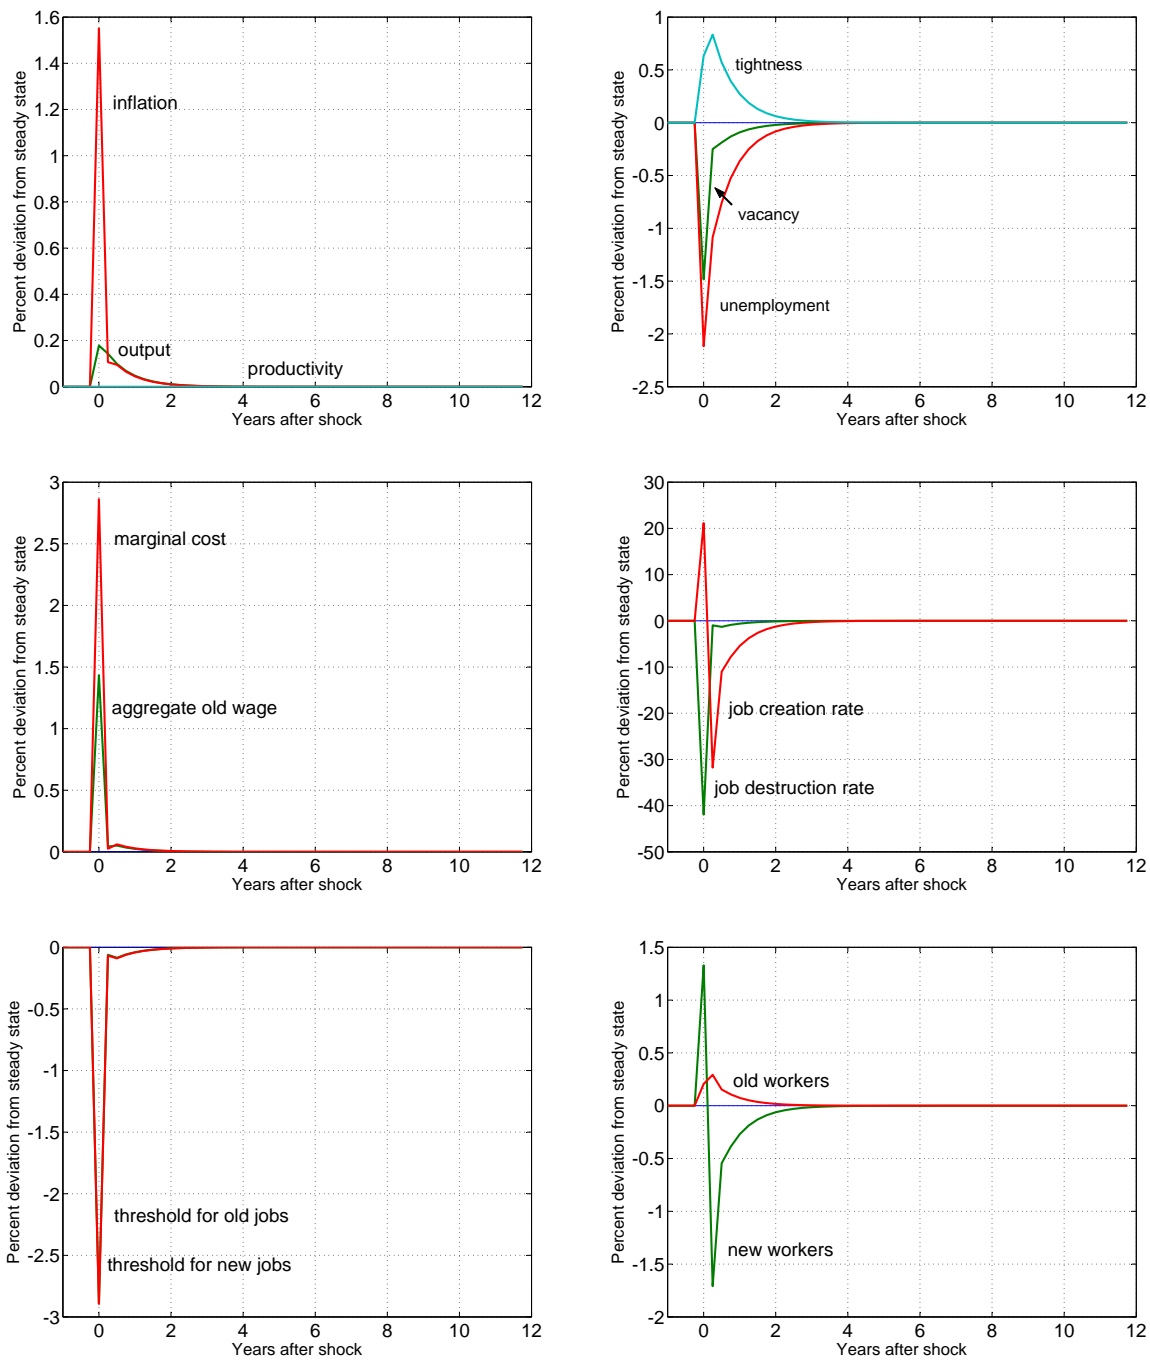 Percent deviation from steady state
1.6
1.4
1.2
1
0.8
0.6
0.4
0.2
0
inflation
output
productivity
0 2 4 6 8 10 12
Years after shock
Percent deviation from steady state
1
0.5
0
-0.5
-1
-1.5
-2
-2.5
tightness
vacancy
unemployment
0 2 4 6 8 10 12
Years after shock
Percent deviation from steady state
3
2.5
2
1.5
1
0.5
0
marginal cost
aggregate old wage
0 2 4 6 8 10 12
Years after shock
Percent deviation from steady state
30
20
10
0
-10
-20
-30
-40
-50
job creation rate
job destruction rate
0 2 4 6 8 10 12
Years after shock
Percent deviation from steady state
0
-0.5
-1
-1.5
-2
-2.5
-3
threshold for old jobs
threshold for new jobs
0 2 4 6 8 10 12
Years after shock
Percent deviation from steady state
1.5
1
0.5
0
-0.5
-1
-1.5
-2
old workers
new workers
0 2 4 6 8 10 12
Years after shock